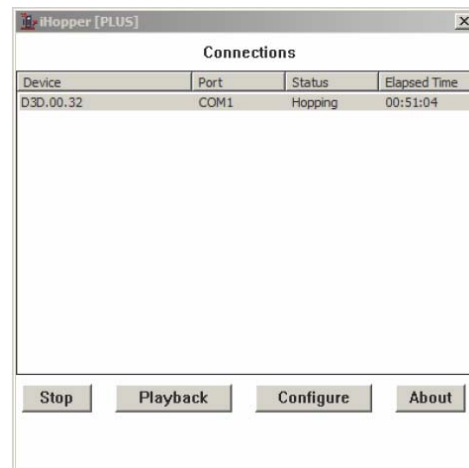 iHopper [PLUS]
Connections
Device Port Status Elapsed Time
D3D.00.32 COM1 Hopping 00:51:04
Stop Playback Configure About